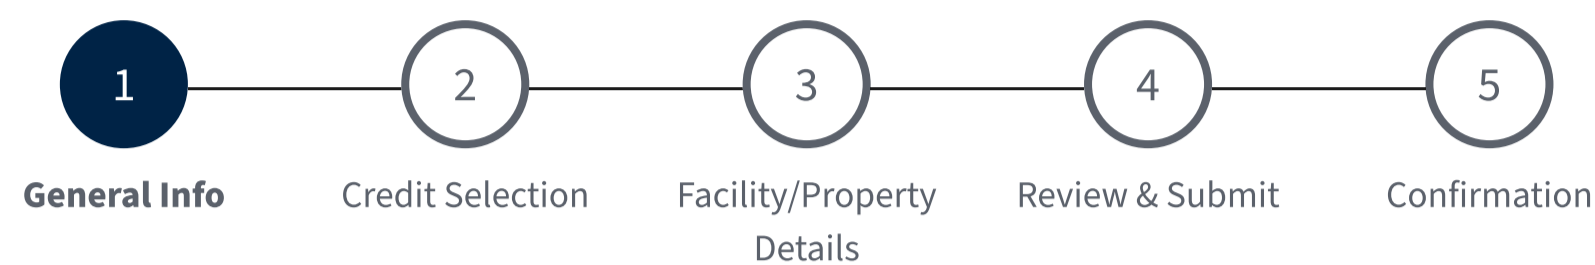 1
2
3
4
5
General Info
Credit Selection
Facility/Property
Details
Review & Submit
Confirmation